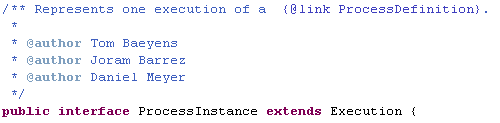 /** Represents one execution of a  {@link ProcessDefinition}.
 *
 * @author Tom Baeyens
 * @author Joram Barrez
 * @author Daniel Meyer
 */
public interface ProcessInstance extends Execution {